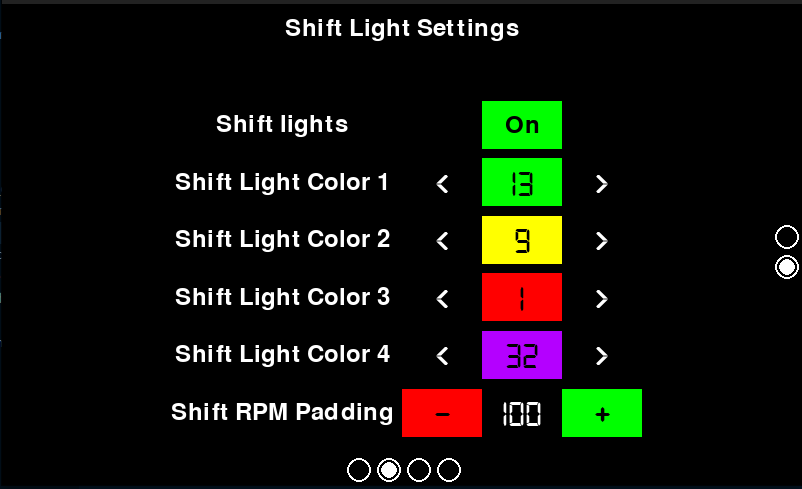 Shift Light Settings
Shift lights On
Shift Light Color 1 < 13 >
Shift Light Color 2 < 9 >
Shift Light Color 3 < 1 >
Shift Light Color 4 < 32 >
Shift RPM Padding - 100 +